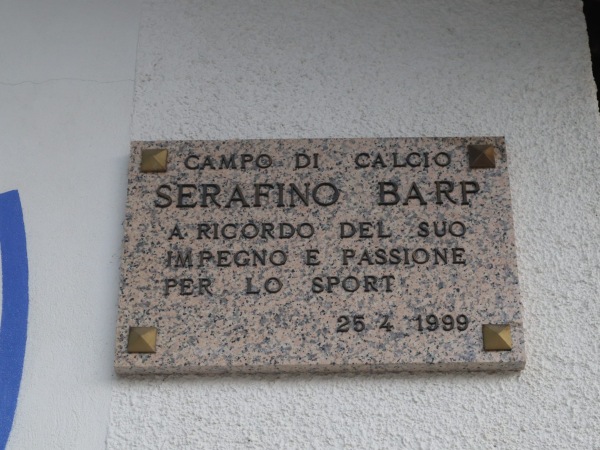 CAMPO DI CALCIO
SERAFINO BARP
A RICORDO DEL SUO
IMPEGNO E PASSIONE
PER LO SPORT
25 4 1999